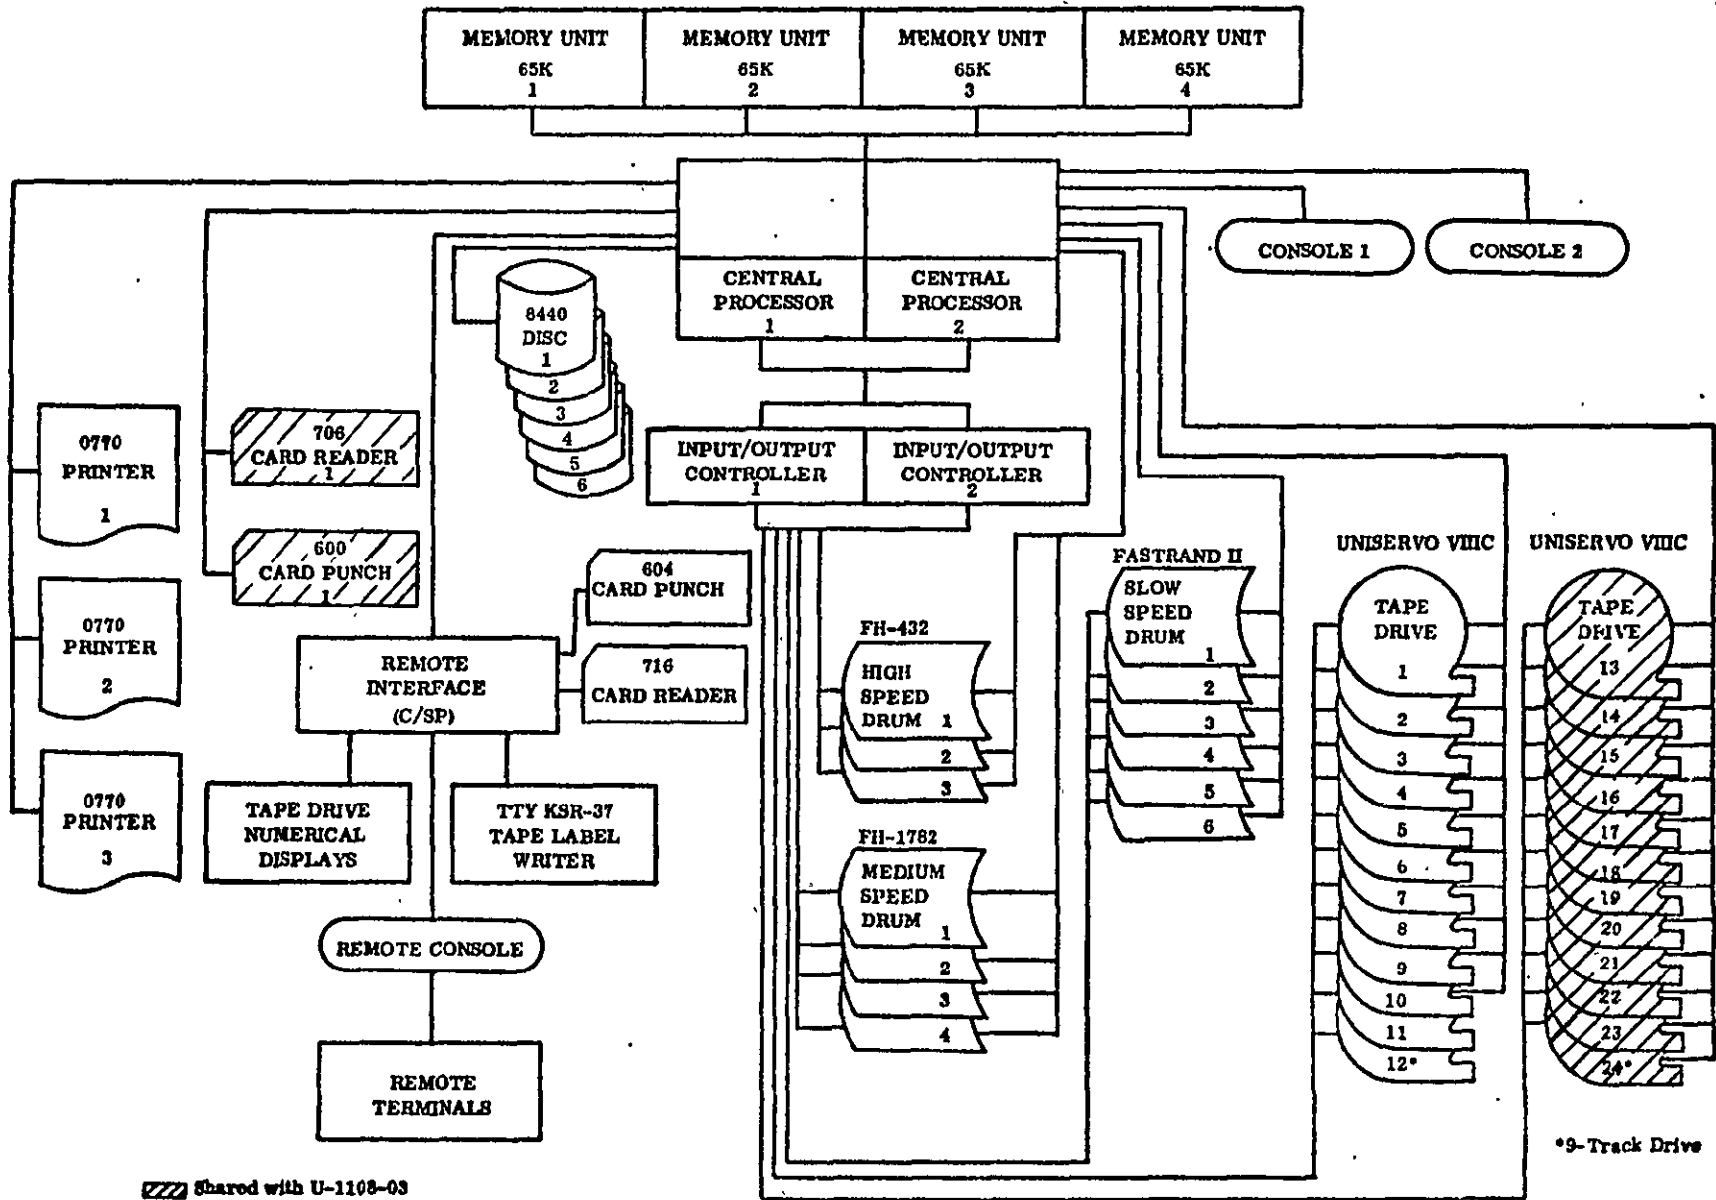 MEMORY UNIT
65K
1
MEMORY UNIT
65K
2
MEMORY UNIT
65K
3
MEMORY UNIT
65K
4
CENTRAL
PROCESSOR
1
CENTRAL
PROCESSOR
2
CONSOLE 1
CONSOLE 2
8440
DISC
1
2
3
4
5
6
INPUT/OUTPUT
CONTROLLER
1
INPUT/OUTPUT
CONTROLLER
2
0770
PRINTER
1
0770
PRINTER
2
0770
PRINTER
3
706
CARD READER
1
600
CARD PUNCH
1
604
CARD PUNCH
716
CARD READER
REMOTE
INTERFACE
(C/SP)
TAPE DRIVE
NUMERICAL
DISPLAYS
TTY KSR-37
TAPE LABEL
WRITER
REMOTE CONSOLE
REMOTE
TERMINALS
FH-432
HIGH
SPEED
DRUM 1
2
3
FH-1782
MEDIUM
SPEED
DRUM
1
2
3
4
FASTRAND II
SLOW
SPEED
DRUM
1
2
3
4
5
6
UNISERVO VIIIC
TAPE
DRIVE
1
2
3
4
5
6
7
8
9
10
11
12*
UNISERVO VIIIC
TAPE
DRIVE
13
14
15
16
17
18
19
20
21
22
23
24*
*9-Track Drive
Shared with U-1108-03